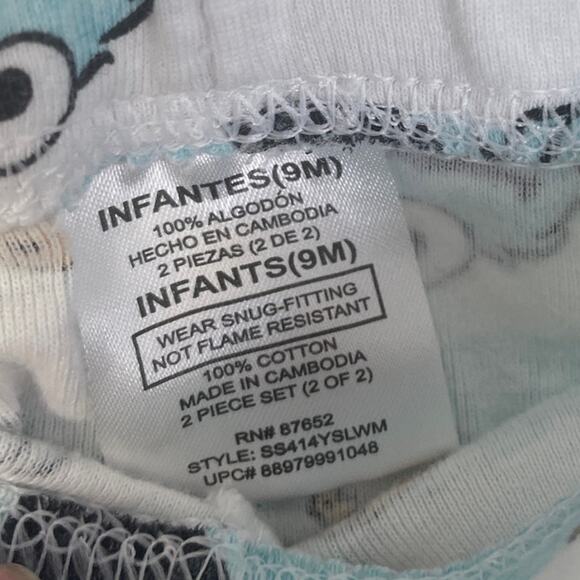 INFANTES(9M)
100% ALGODÓN
HECHO EN CAMBODIA
2 PIEZAS (2 DE 2)
INFANTS(9M)
WEAR SNUG-FITTING
NOT FLAME RESISTANT
100% COTTON
MADE IN CAMBODIA
2 PIECE SET (2 OF 2)
RN# 87652
STYLE: SS414YSLWM
UPC# 88979991048